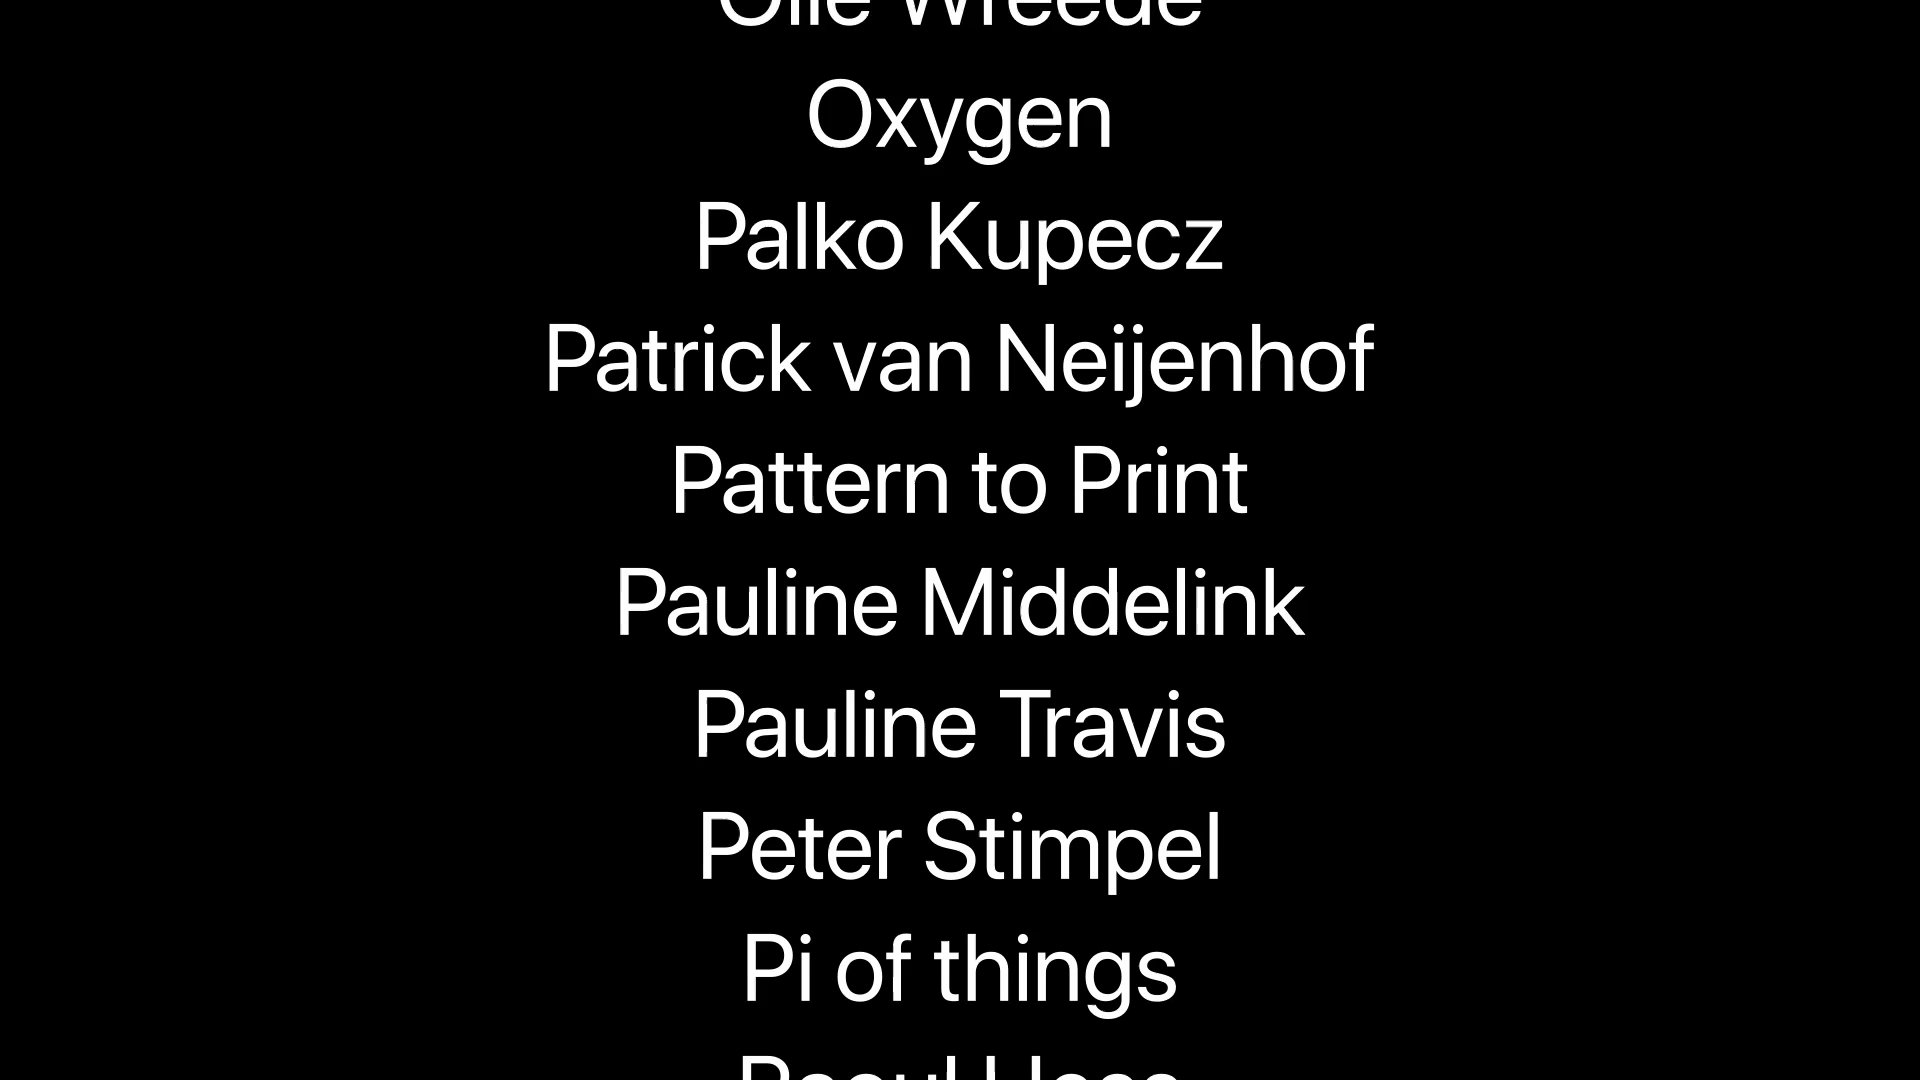 Olle Wreede
Oxygen
Palko Kupecz
Patrick van Neijenhof
Pattern to Print
Pauline Middelink
Pauline Travis
Peter Stimpel
Pi of things